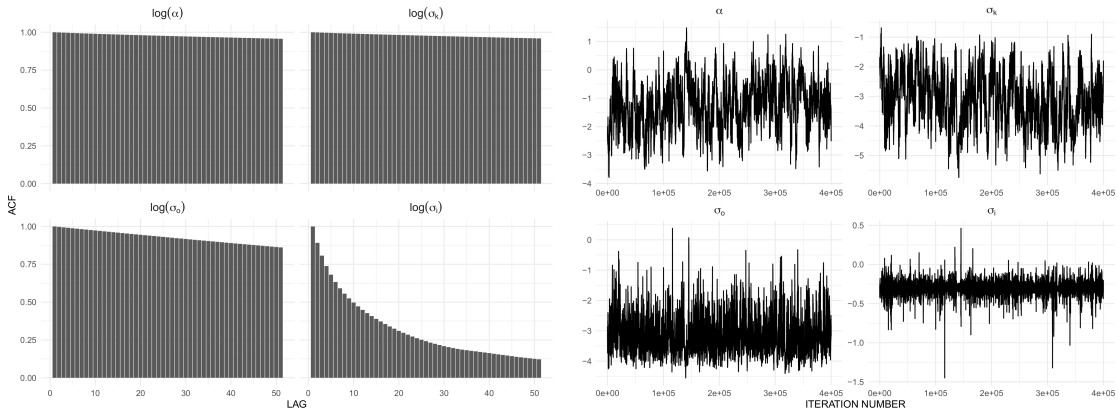 log(α)
log(σk)
1.00
0.75
0.50
0.25
0.00
log(σo)
log(σi)
1.00
0.75
0.50
0.25
0.00
0 10 20 30 40 50 0 10 20 30 40 50
ACF
LAG
α
σk
1
0
−1
−2
−3
−4
−1
−2
−3
−4
−5
0e+00 1e+05 2e+05 3e+05 4e+05 0e+00 1e+05 2e+05 3e+05 4e+05
σo
σi
0
−1
−2
−3
−4
0.5
0.0
−0.5
−1.0
−1.5
0e+00 1e+05 2e+05 3e+05 4e+05 0e+00 1e+05 2e+05 3e+05 4e+05
ITERATION NUMBER